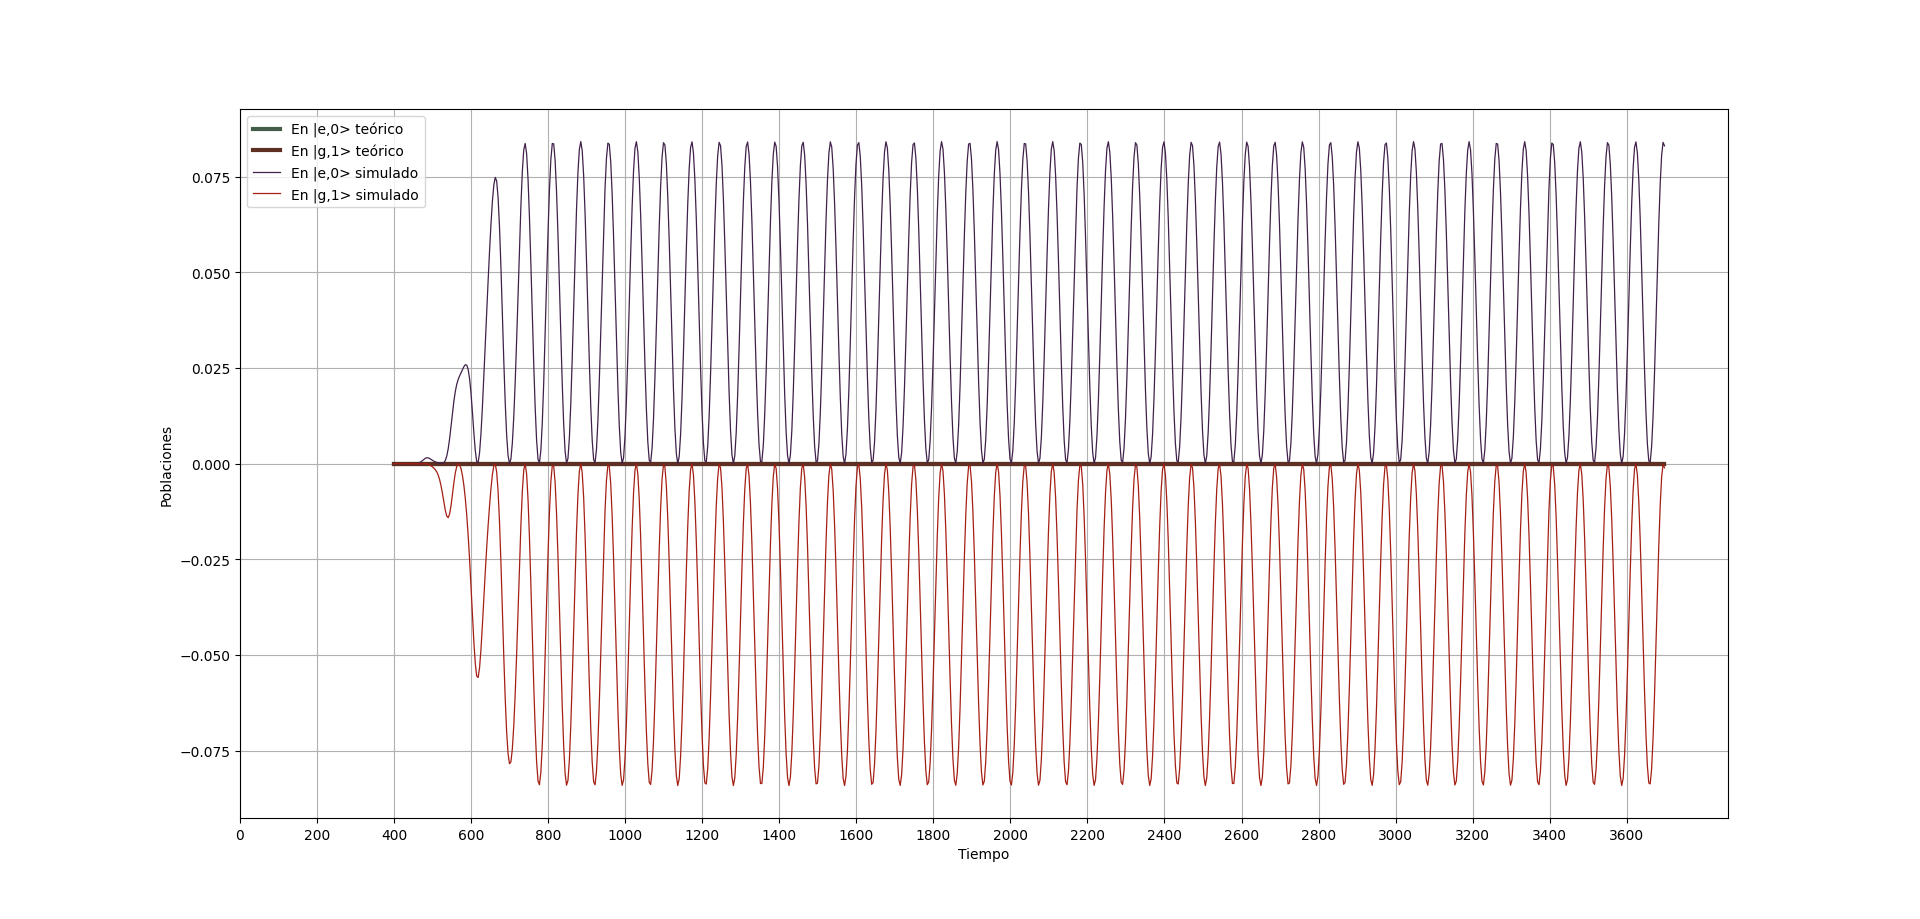 En |e,0> teórico
En |g,1> teórico
En |e,0> simulado
En |g,1> simulado
0.075
0.050
0.025
0.000
−0.025
−0.050
−0.075
Poblaciones
0 200 400 600 800 1000 1200 1400 1600 1800 2000 2200 2400 2600 2800 3000 3200 3400 3600
Tiempo